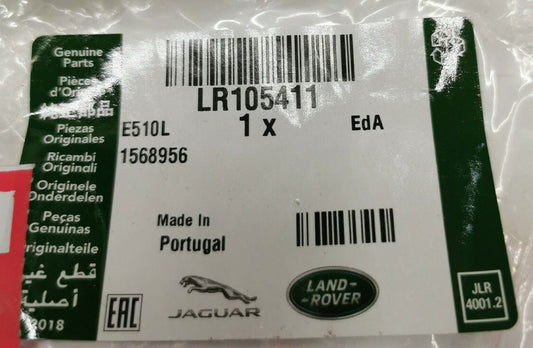 Genuine
Parts
Pièces
d'Origine
Piezas
Originales
Ricambi
Originali
Originele
Onderdelen
Peças
Genuinas
Originalteile
قطع غيار
أصلية
2018
LR105411
1 x
EdA
E510L
1568956
Made In
Portugal
EAC
JAGUAR
LAND-
-ROVER
JLR
4001.2